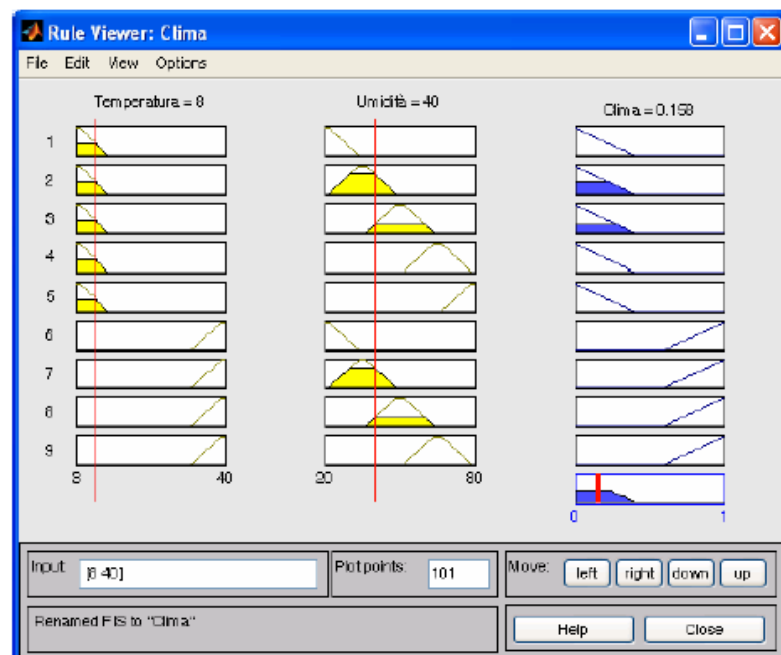 Rule Viewer: Clima
File Edit View Options
Temperatura = 8
Umidità = 40
Clima = 0.158
1
2
3
4
5
6
7
8
9
3 40
20 80
0 1
Input: [8 40]
Plot points: 101
Move: left right down up
Renamed FIS to "Clima"
Help Close